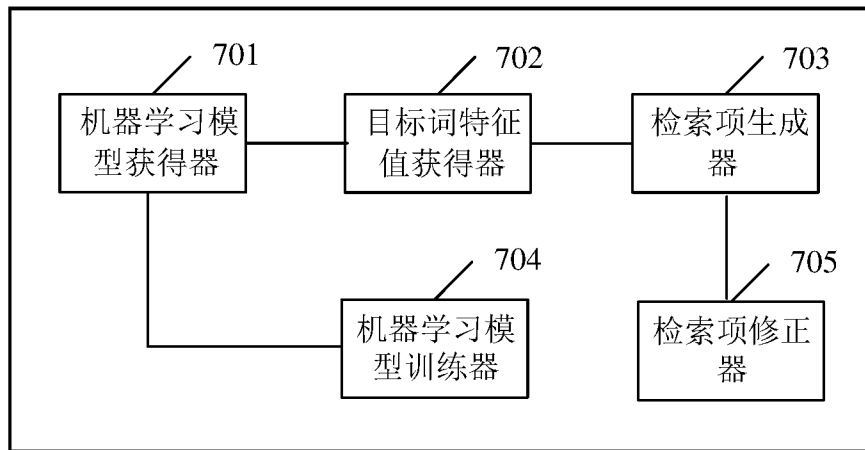 701
702
703
机器学习模
型获得器
目标词特征
值获得器
检索项生成
器
704
705
机器学习模
型训练器
检索项修正
器